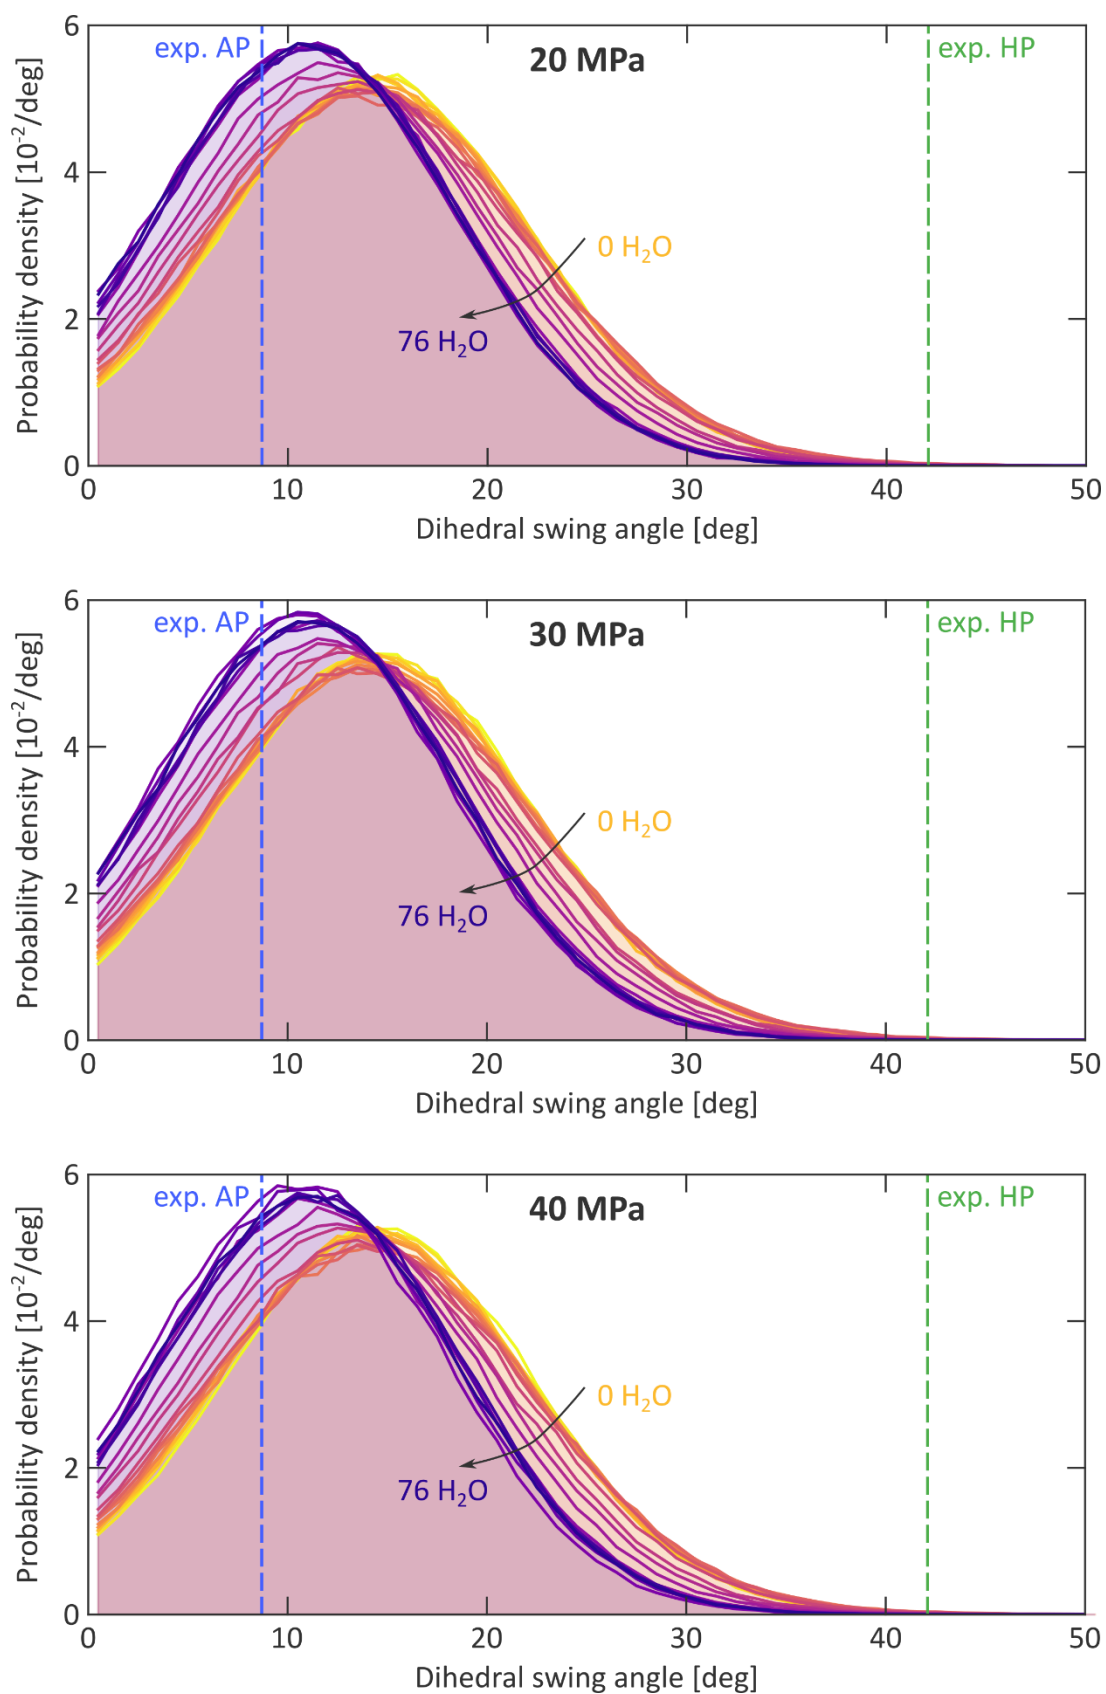 Probability density [10⁻²/deg]
6
4
2
0
exp. AP
20 MPa
exp. HP
0 H₂O
76 H₂O
0 10 20 30 40 50
Dihedral swing angle [deg]
Probability density [10⁻²/deg]
6
4
2
0
exp. AP
30 MPa
exp. HP
0 H₂O
76 H₂O
0 10 20 30 40 50
Dihedral swing angle [deg]
Probability density [10⁻²/deg]
6
4
2
0
exp. AP
40 MPa
exp. HP
0 H₂O
76 H₂O
0 10 20 30 40 50
Dihedral swing angle [deg]